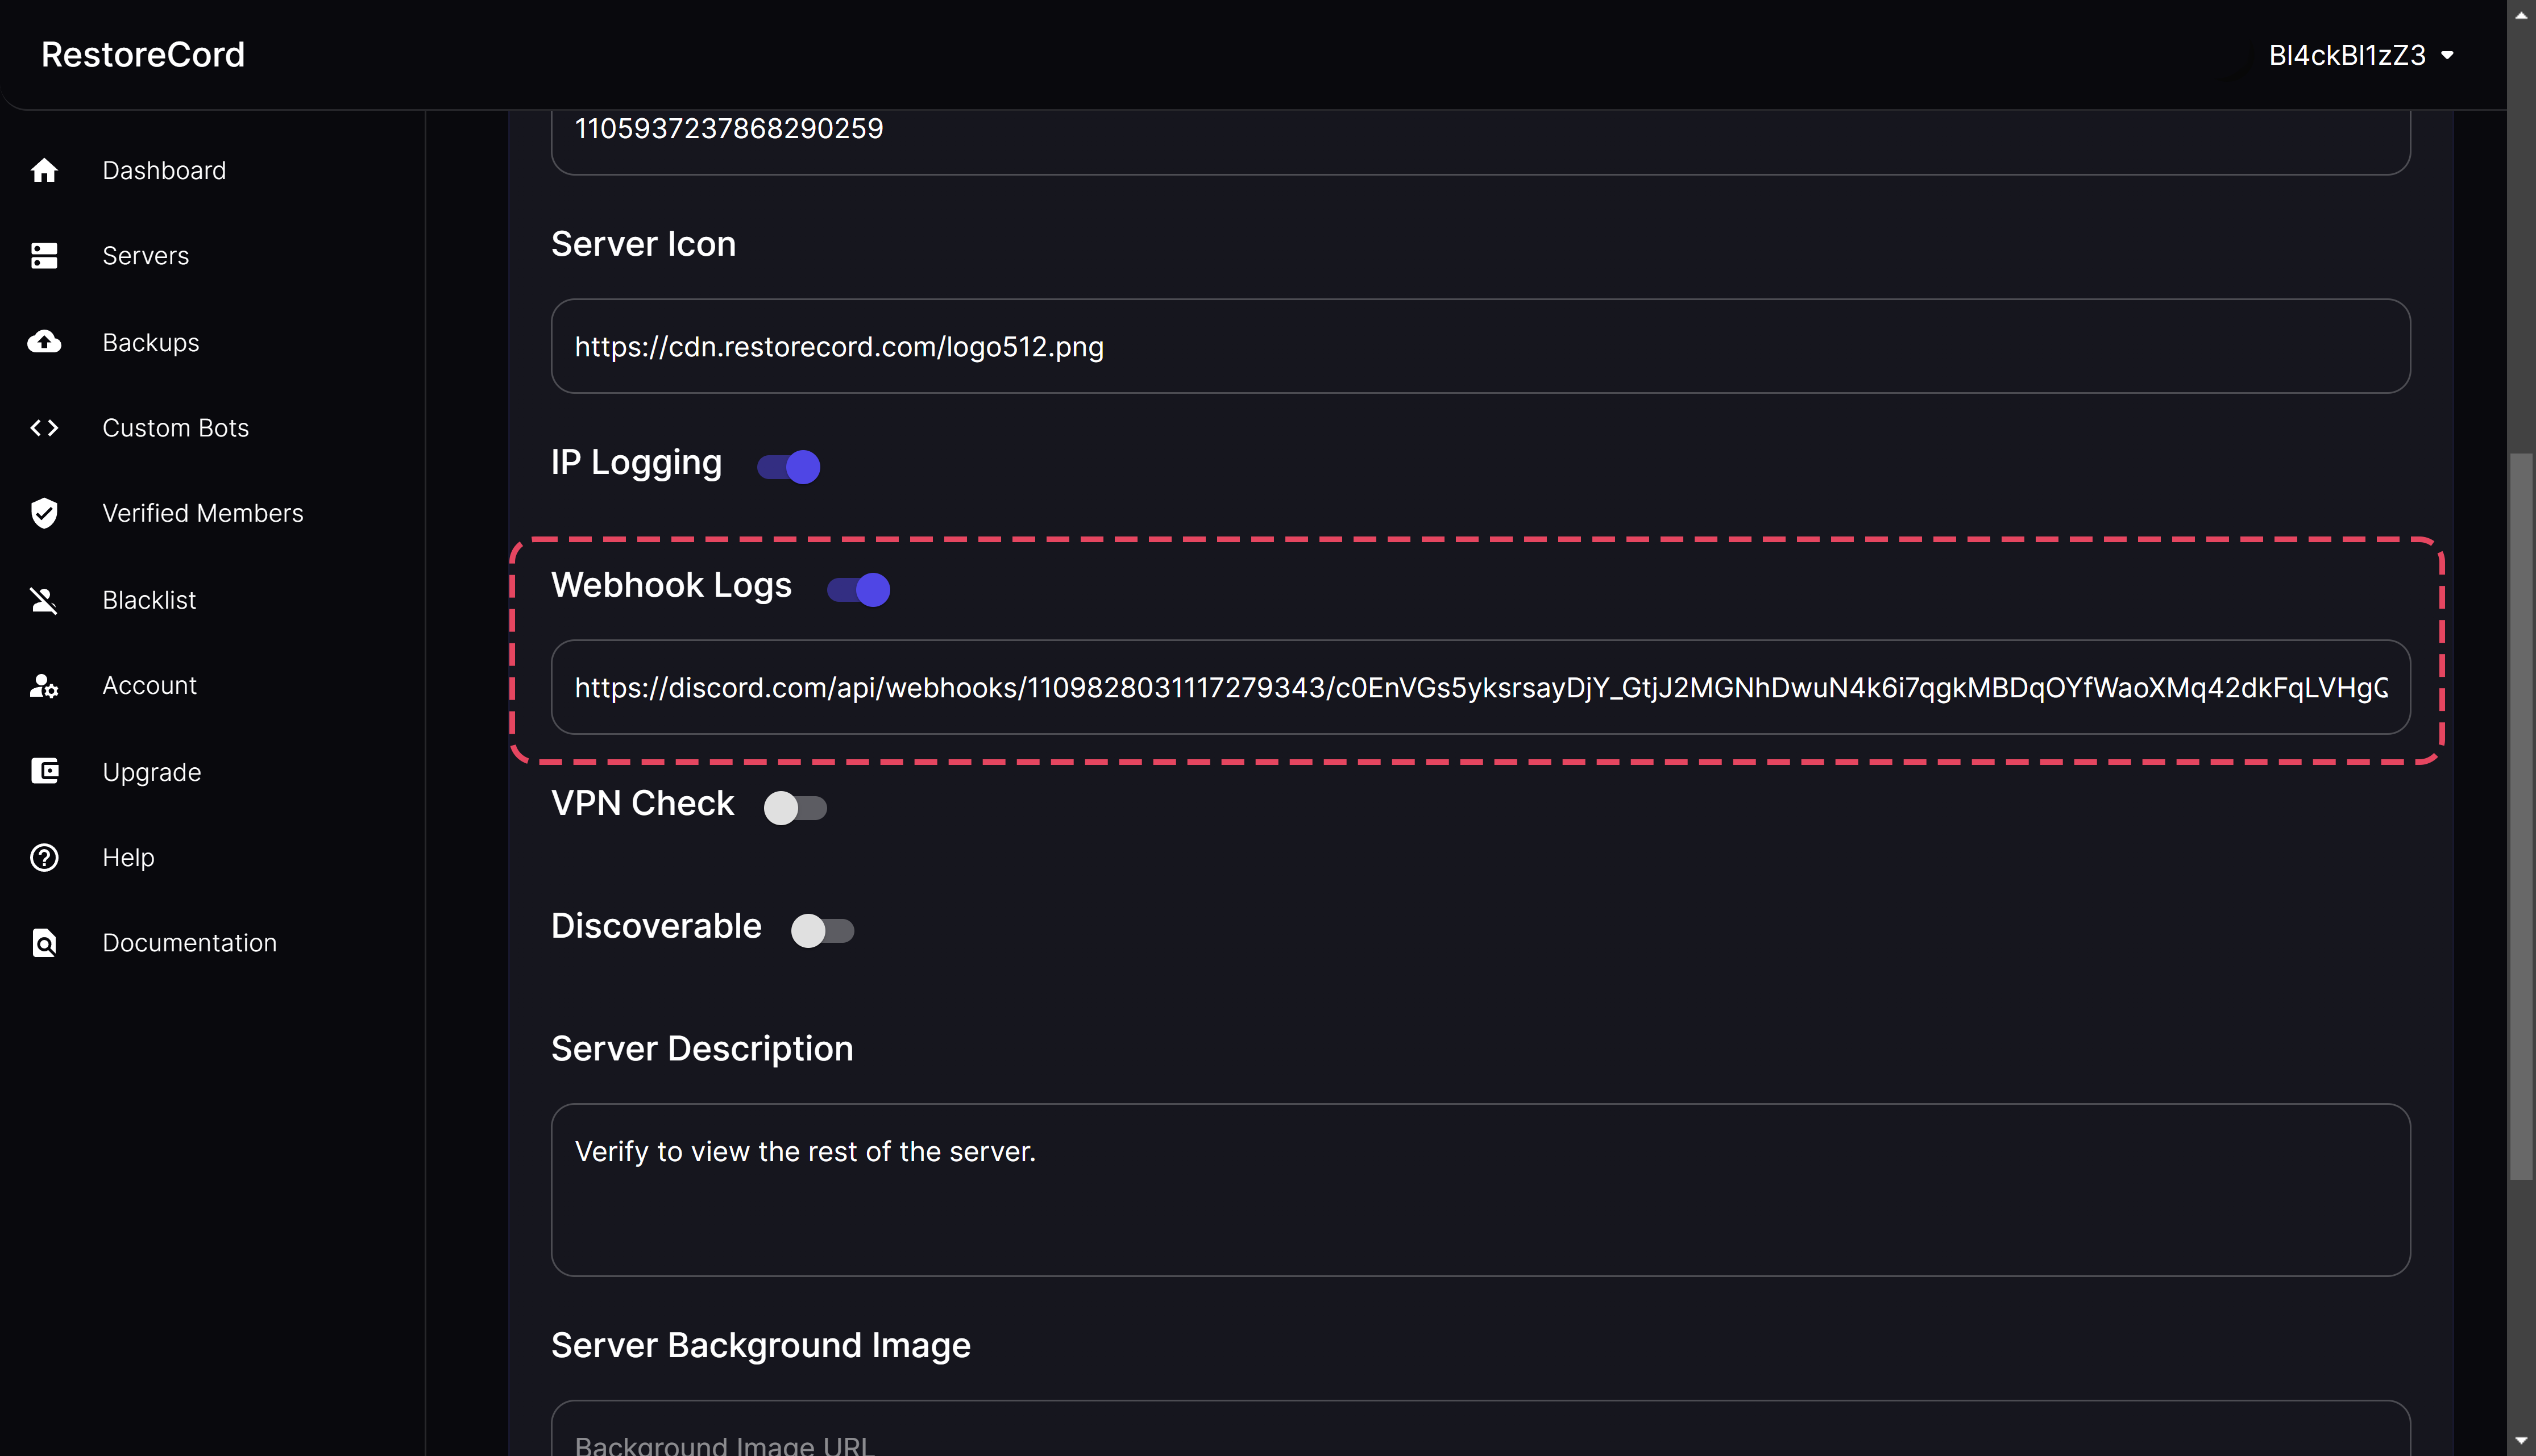 RestoreCord
Bl4ckBl1zZ3
Dashboard
Servers
Backups
Custom Bots
Verified Members
Blacklist
Account
Upgrade
Help
Documentation
1105937237868290259
Server Icon
https://cdn.restorecord.com/logo512.png
IP Logging
Webhook Logs
https://discord.com/api/webhooks/1109828031117279343/c0EnVGs5yksrsayDjY_GtjJ2MGNhDwuN4k6i7qgkMBDqOYfWaoXMq42dkFqLVHg
VPN Check
Discoverable
Server Description
Verify to view the rest of the server.
Server Background Image
Background Image URL